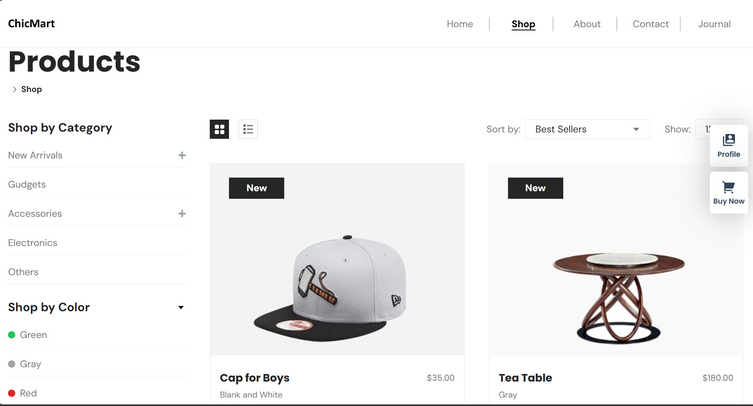 ChicMart
Home
Shop
About
Contact
Journal
Products
Shop
Shop by Category
New Arrivals
Gudgets
Accessories
Electronics
Others
Shop by Color
Green
Gray
Red
Sort by:
Best Sellers
Show:
Profile
Buy Now
New
Cap for Boys
$35.00
Blank and White
New
Tea Table
$180.00
Gray